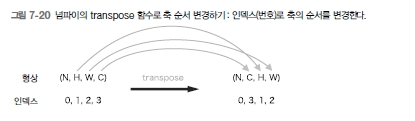 그림 7-20 넘파이의 transpose 함수로 축 순서 변경하기 : 인덱스(번호)로 축의 순서를 변경한다.
형상 (N, H, W, C) transpose (N, C, H, W)
인덱스 0, 1, 2, 3 0, 3, 1, 2